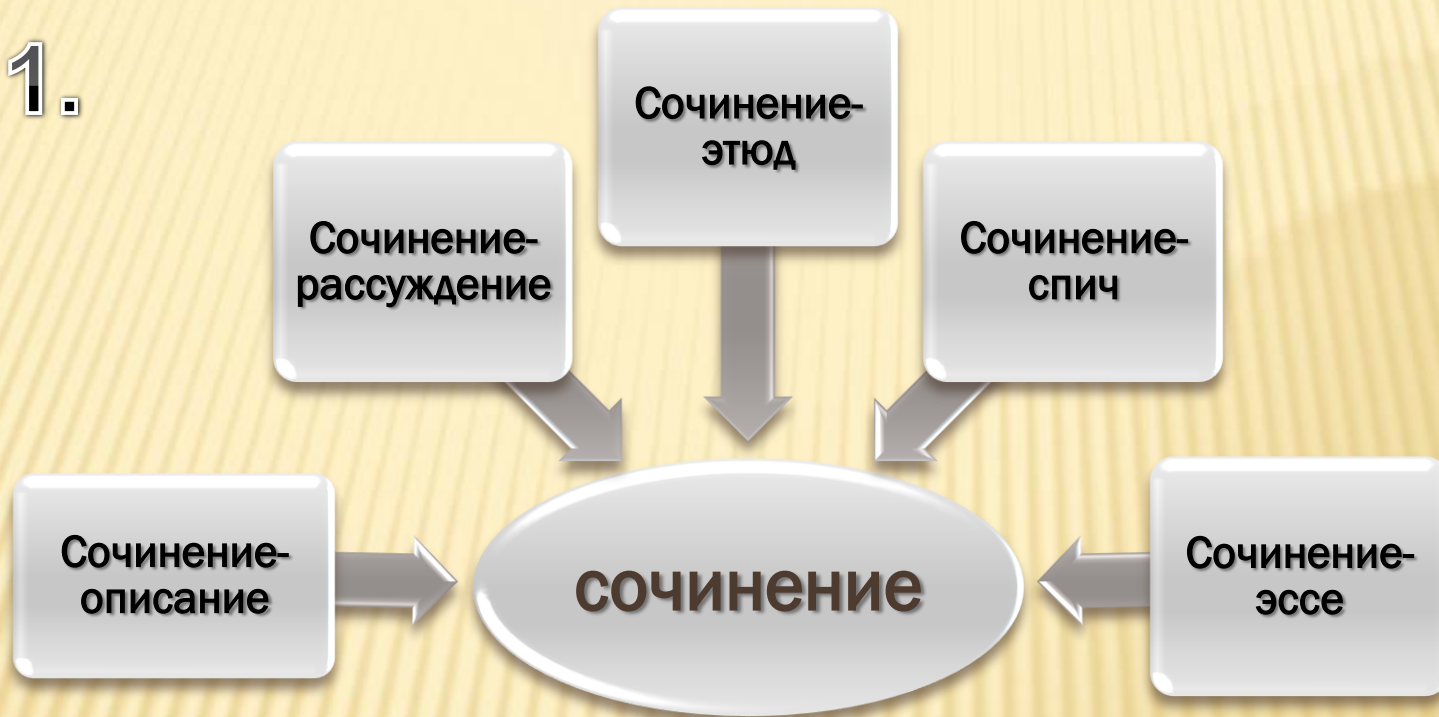 1.
Сочинение-
этюд
Сочинение-
рассуждение
Сочинение-
спич
Сочинение-
описание
сочинение
Сочинение-
эссе